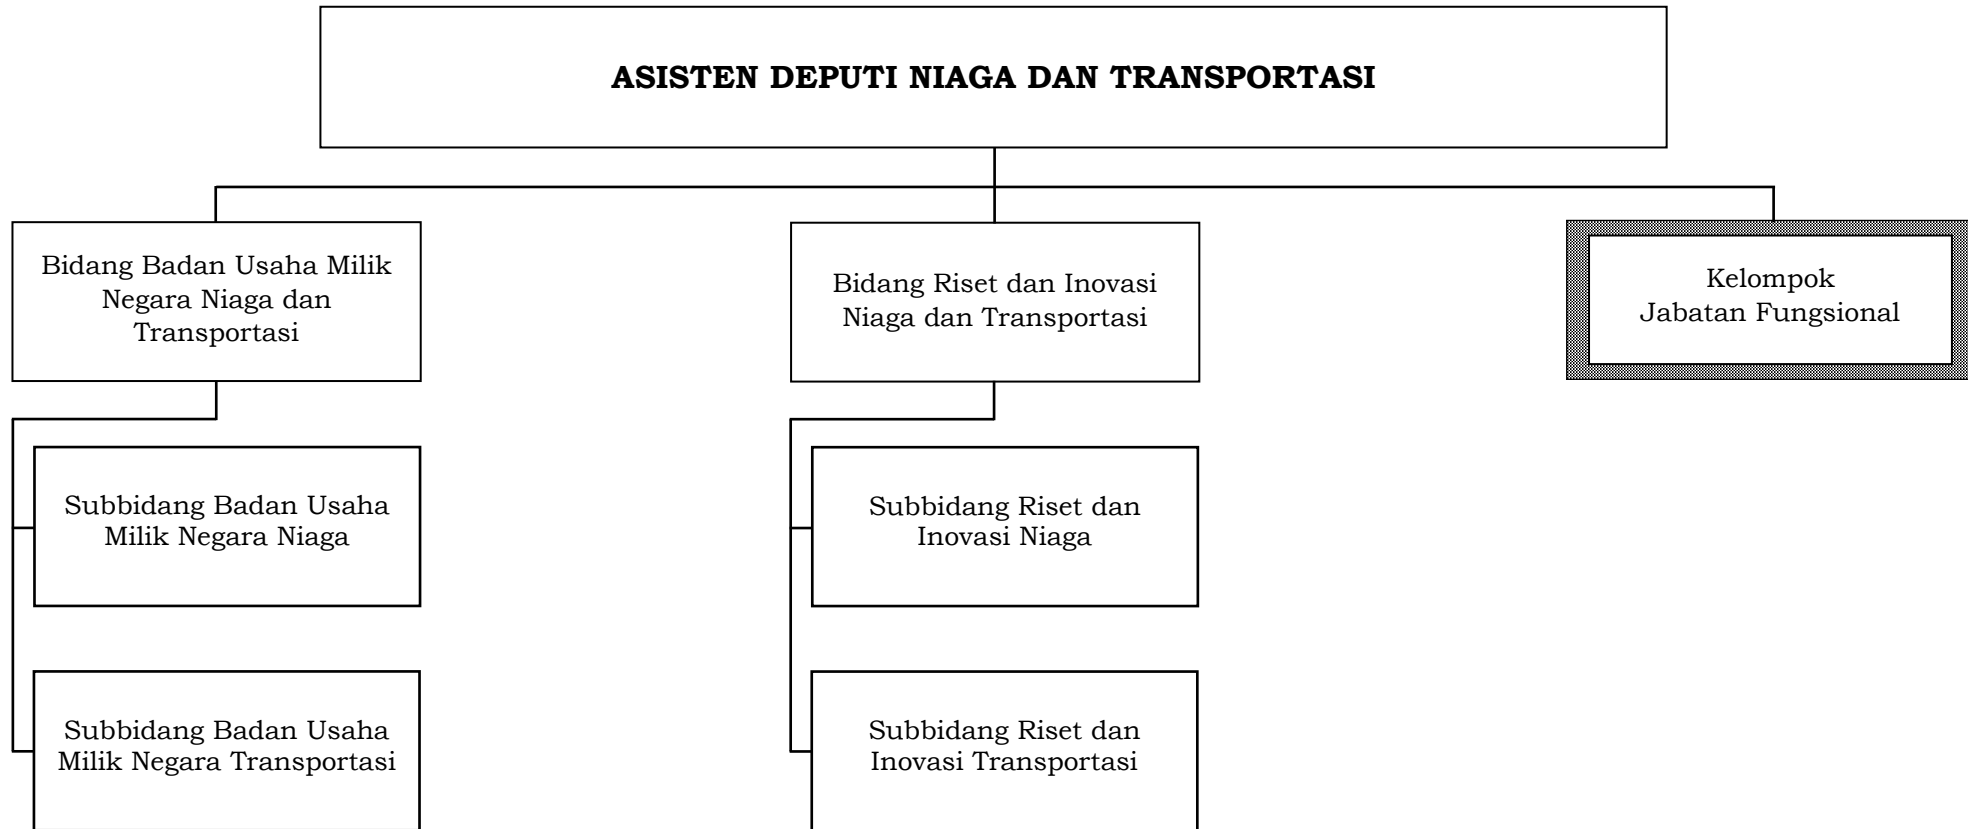 ASISTEN DEPUTI NIAGA DAN TRANSPORTASI
Bidang Badan Usaha Milik
Negara Niaga dan
Transportasi
Bidang Riset dan Inovasi
Niaga dan Transportasi
Kelompok
Jabatan Fungsional
Subbidang Badan Usaha
Milik Negara Niaga
Subbidang Riset dan
Inovasi Niaga
Subbidang Badan Usaha
Milik Negara Transportasi
Subbidang Riset dan
Inovasi Transportasi